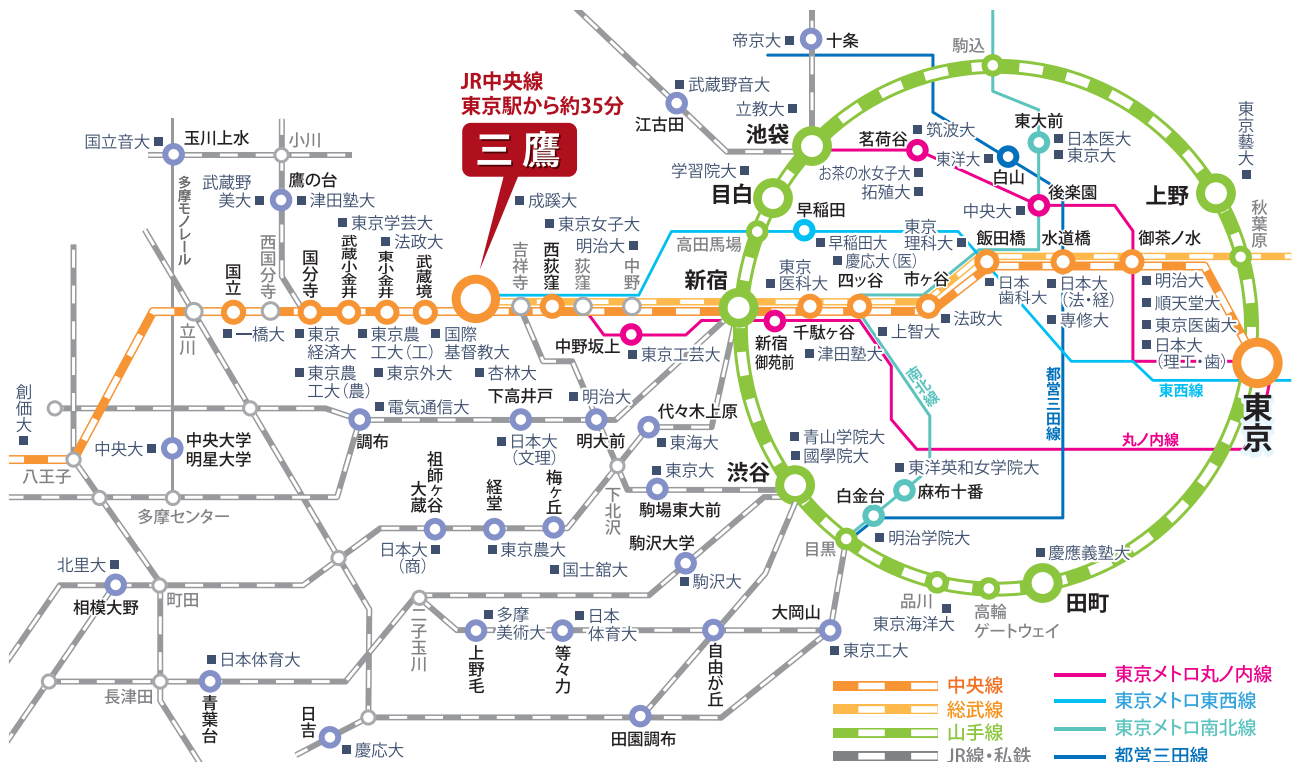 JR中央線
東京駅から約35分
三鷹
帝京大
十条
駒込
武蔵野音大
立教大
江古田
池袋
茗荷谷
筑波大
東大前
日本医大
東京大
東洋大
白山
お茶の水女子大
拓殖大
学習院大
目白
後楽園
中央大
上野
東京藝大
秋葉原
国立音大
玉川上水
小川
多摩モノレール
武蔵野
美大
鷹の台
津田塾大
東京学芸大
法政大
成蹊大
東京女子大
明治大
高田馬場
早稲田
早稲田大
慶応大(医)
東京
理科大
飯田橋
水道橋
御茶ノ水
国立
西国分寺
国分寺
武蔵小金井
東小金井
武蔵境
吉祥寺
西荻窪
荻窪
中野
新宿
東京
医科大
四ッ谷
市ヶ谷
日本
歯科大
日本大
(法・経)
専修大
明治大
順天堂大
東京医歯大
日本大
(理工・歯)
東京
立川
一橋大
東京
経済大
東京農
工大(農)
東京農
工大(工)
東京外大
国際
基督教大
杏林大
中野坂上
東京工芸大
新宿
御苑前
千駄ヶ谷
津田塾大
上智大
法政大
南北線
都営三田線
東西線
丸ノ内線
創価大
八王子
中央大
中央大学
明星大学
多摩センター
電気通信大
調布
下高井戸
日本大
(文理)
明治大
明大前
代々木上原
東海大
下北沢
東京大
駒場東大前
渋谷
青山学院大
國學院大
東洋英和女学院大
麻布十番
白金台
明治学院大
目黒
祖師ヶ谷
大蔵
経堂
梅ヶ丘
日本大
(商)
東京農大
国士舘大
駒沢大学
駒沢大
北里大
相模大野
町田
二子玉川
多摩
美術大
上野毛
日本
体育大
等々力
自由が丘
大岡山
東京工大
品川
東京海洋大
高輪
ゲートウェイ
慶應義塾大
田町
長津田
日本体育大
青葉台
日吉
慶応大
田園調布
中央線
総武線
山手線
JR線・私鉄
東京メトロ丸ノ内線
東京メトロ東西線
東京メトロ南北線
都営三田線